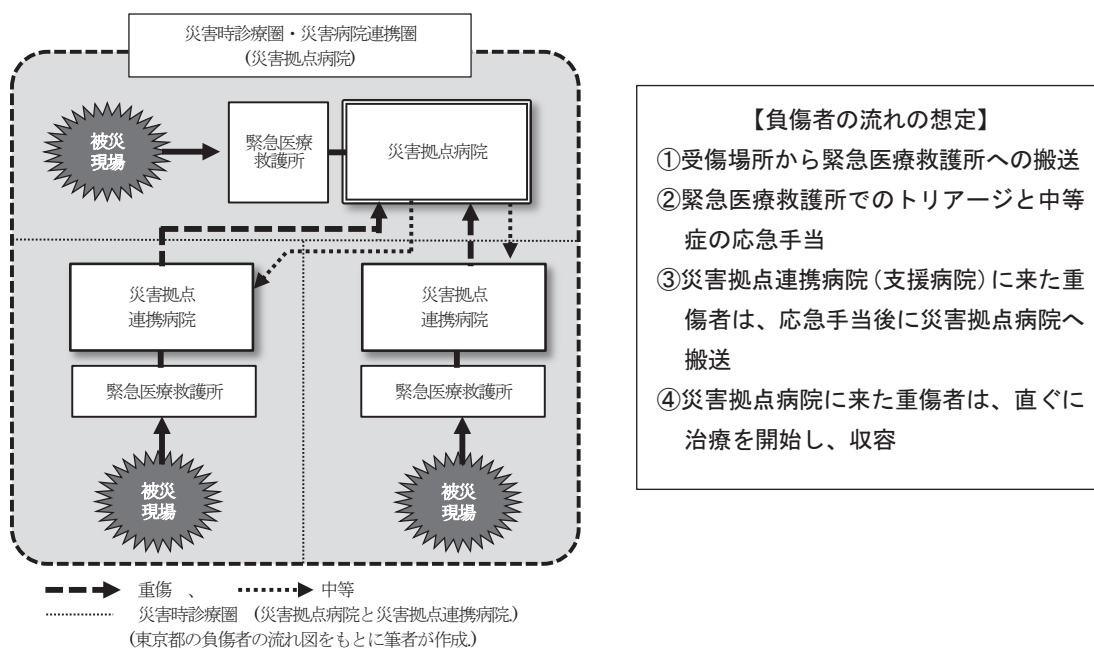 災害時診療圏・災害病院連携圏
(災害拠点病院)
被災
現場
緊急医療
救護所
災害拠点病院
災害拠点
連携病院
災害拠点
連携病院
緊急医療救護所
緊急医療救護所
被災
現場
被災
現場
重傷 、 中等
災害時診療圏 (災害拠点病院と災害拠点連携病院.)
(東京都の負傷者の流れ図をもとに筆者が作成.)
【負傷者の流れの想定】
①受傷場所から緊急医療救護所への搬送
②緊急医療救護所でのトリアージと中等
症の応急手当
③災害拠点連携病院(支援病院)に来た重
傷者は、応急手当後に災害拠点病院へ
搬送
④災害拠点病院に来た重傷者は、直ぐに
治療を開始し、収容